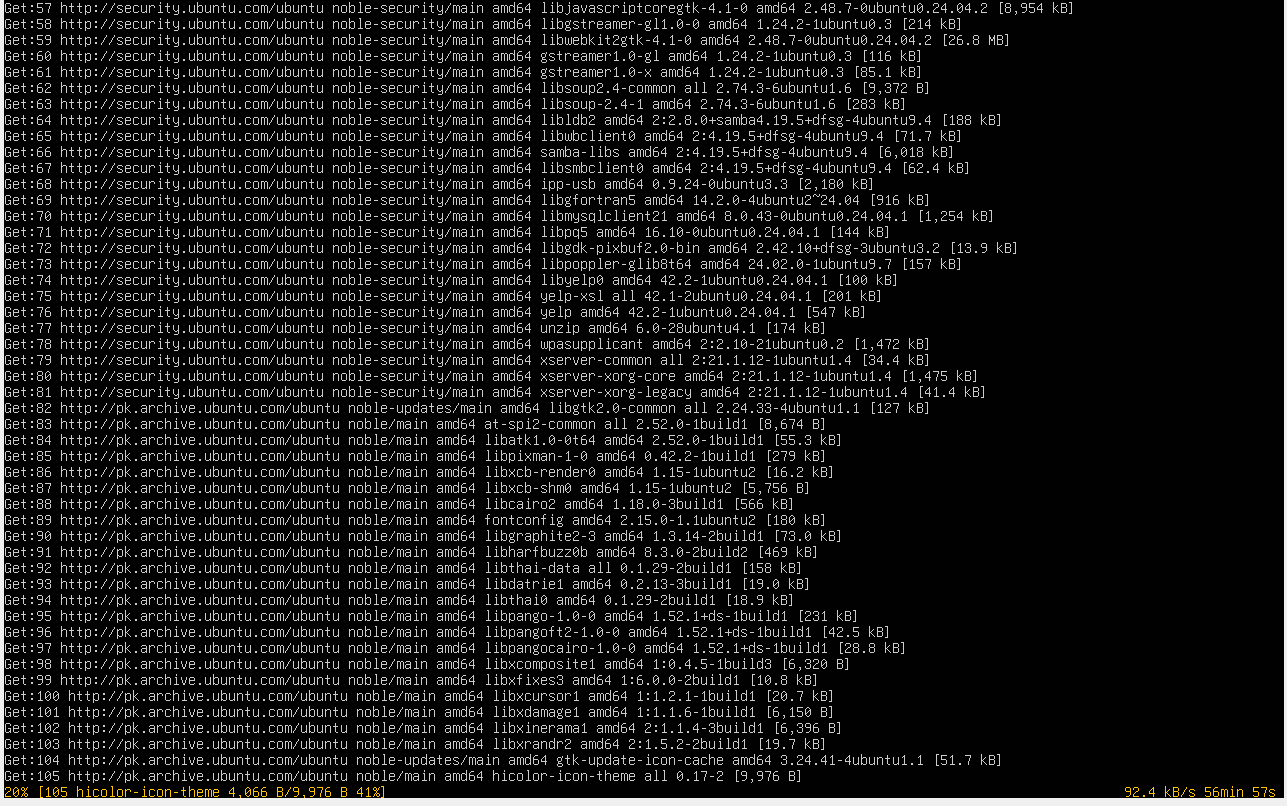 Get:57 http://security.ubuntu.com/ubuntu noble-security/main amd64 libjavascriptcoregtk-4.1-0 amd64 2.48.7-0ubuntu0.24.04.2 [8,954 kB]
Get:58 http://security.ubuntu.com/ubuntu noble-security/main amd64 libgstreamer-gl1.0-0 amd64 1.24.2-1ubuntu0.3 [214 kB]
Get:59 http://security.ubuntu.com/ubuntu noble-security/main amd64 libwebkit2gtk-4.1-0 amd64 2.48.7-0ubuntu0.24.04.2 [26.8 MB]
Get:60 http://security.ubuntu.com/ubuntu noble-security/main amd64 gstreamer1.0-gl amd64 1.24.2-1ubuntu0.3 [116 kB]
Get:61 http://security.ubuntu.com/ubuntu noble-security/main amd64 gstreamer1.0-x amd64 1.24.2-1ubuntu0.3 [85.1 kB]
Get:62 http://security.ubuntu.com/ubuntu noble-security/main amd64 libsoup2.4-common all 2.74.3-6ubuntu1.6 [9,372 B]
Get:63 http://security.ubuntu.com/ubuntu noble-security/main amd64 libsoup-2.4-1 amd64 2.74.3-6ubuntu1.6 [283 kB]
Get:64 http://security.ubuntu.com/ubuntu noble-security/main amd64 libldb2 amd64 2:2.8.0+samba4.19.5+dfsg-4ubuntu9.4 [188 kB]
Get:65 http://security.ubuntu.com/ubuntu noble-security/main amd64 libwbclient0 amd64 2:4.19.5+dfsg-4ubuntu9.4 [71.7 kB]
Get:66 http://security.ubuntu.com/ubuntu noble-security/main amd64 samba-libs amd64 2:4.19.5+dfsg-4ubuntu9.4 [6,018 kB]
Get:67 http://security.ubuntu.com/ubuntu noble-security/main amd64 libsmbclient0 amd64 2:4.19.5+dfsg-4ubuntu9.4 [62.4 kB]
Get:68 http://security.ubuntu.com/ubuntu noble-security/main amd64 ipp-usb amd64 0.9.24-0ubuntu3.3 [2,180 kB]
Get:69 http://security.ubuntu.com/ubuntu noble-security/main amd64 libgfortran5 amd64 14.2.0-4ubuntu2~24.04 [916 kB]
Get:70 http://security.ubuntu.com/ubuntu noble-security/main amd64 libmysqlclient21 amd64 8.0.43-0ubuntu0.24.04.1 [1,254 kB]
Get:71 http://security.ubuntu.com/ubuntu noble-security/main amd64 libpq5 amd64 16.10-0ubuntu0.24.04.1 [144 kB]
Get:72 http://security.ubuntu.com/ubuntu noble-security/main amd64 libgdk-pixbuf2.0-bin amd64 2.42.10+dfsg-3ubuntu3.2 [13.9 kB]
Get:73 http://security.ubuntu.com/ubuntu noble-security/main amd64 libpoppler-glib8t64 amd64 24.02.0-1ubuntu9.7 [157 kB]
Get:74 http://security.ubuntu.com/ubuntu noble-security/main amd64 libyelp0 amd64 42.2-1ubuntu0.24.04.1 [100 kB]
Get:75 http://security.ubuntu.com/ubuntu noble-security/main amd64 yelp-xsl all 42.1-2ubuntu0.24.04.1 [201 kB]
Get:76 http://security.ubuntu.com/ubuntu noble-security/main amd64 yelp amd64 42.2-1ubuntu0.24.04.1 [547 kB]
Get:77 http://security.ubuntu.com/ubuntu noble-security/main amd64 unzip amd64 6.0-28ubuntu4.1 [174 kB]
Get:78 http://security.ubuntu.com/ubuntu noble-security/main amd64 wpasupplicant amd64 2:2.10-21ubuntu0.2 [1,472 kB]
Get:79 http://security.ubuntu.com/ubuntu noble-security/main amd64 xserver-common all 2:21.1.12-1ubuntu1.4 [34.4 kB]
Get:80 http://security.ubuntu.com/ubuntu noble-security/main amd64 xserver-xorg-core amd64 2:21.1.12-1ubuntu1.4 [1,475 kB]
Get:81 http://security.ubuntu.com/ubuntu noble-security/main amd64 xserver-xorg-legacy amd64 2:21.1.12-1ubuntu1.4 [41.4 kB]
Get:82 http://pk.archive.ubuntu.com/ubuntu noble-updates/main amd64 libgtk2.0-common all 2.24.33-4ubuntu1.1 [127 kB]
Get:83 http://pk.archive.ubuntu.com/ubuntu noble/main amd64 at-spi2-common all 2.52.0-1build1 [8,674 B]
Get:84 http://pk.archive.ubuntu.com/ubuntu noble/main amd64 libatk1.0-0t64 amd64 2.52.0-1build1 [55.3 kB]
Get:85 http://pk.archive.ubuntu.com/ubuntu noble/main amd64 libpixman-1-0 amd64 0.42.2-1build1 [279 kB]
Get:86 http://pk.archive.ubuntu.com/ubuntu noble/main amd64 libxcb-render0 amd64 1.15-1ubuntu2 [16.2 kB]
Get:87 http://pk.archive.ubuntu.com/ubuntu noble/main amd64 libxcb-shm0 amd64 1.15-1ubuntu2 [5,756 B]
Get:88 http://pk.archive.ubuntu.com/ubuntu noble/main amd64 libcairo2 amd64 1.18.0-3build1 [566 kB]
Get:89 http://pk.archive.ubuntu.com/ubuntu noble/main amd64 fontconfig amd64 2.15.0-1.1ubuntu2 [180 kB]
Get:90 http://pk.archive.ubuntu.com/ubuntu noble/main amd64 libgraphite2-3 amd64 1.3.14-2build1 [73.0 kB]
Get:91 http://pk.archive.ubuntu.com/ubuntu noble/main amd64 libharfbuzz0b amd64 8.3.0-2build2 [469 kB]
Get:92 http://pk.archive.ubuntu.com/ubuntu noble/main amd64 libthai-data all 0.1.29-2build1 [158 kB]
Get:93 http://pk.archive.ubuntu.com/ubuntu noble/main amd64 libdatrie1 amd64 0.2.13-3build1 [19.0 kB]
Get:94 http://pk.archive.ubuntu.com/ubuntu noble/main amd64 libthai0 amd64 0.1.29-2build1 [18.9 kB]
Get:95 http://pk.archive.ubuntu.com/ubuntu noble/main amd64 libpango-1.0-0 amd64 1.52.1+ds-1build1 [231 kB]
Get:96 http://pk.archive.ubuntu.com/ubuntu noble/main amd64 libpangoft2-1.0-0 amd64 1.52.1+ds-1build1 [42.5 kB]
Get:97 http://pk.archive.ubuntu.com/ubuntu noble/main amd64 libpangocairo-1.0-0 amd64 1.52.1+ds-1build1 [28.8 kB]
Get:98 http://pk.archive.ubuntu.com/ubuntu noble/main amd64 libxcomposite1 amd64 1:0.4.5-1build3 [6,320 B]
Get:99 http://pk.archive.ubuntu.com/ubuntu noble/main amd64 libxfixes3 amd64 1:6.0.0-2build1 [10.8 kB]
Get:100 http://pk.archive.ubuntu.com/ubuntu noble/main amd64 libxcursor1 amd64 1:1.2.1-1build1 [20.7 kB]
Get:101 http://pk.archive.ubuntu.com/ubuntu noble/main amd64 libxdamage1 amd64 1:1.1.6-1build1 [6,150 B]
Get:102 http://pk.archive.ubuntu.com/ubuntu noble/main amd64 libxinerama1 amd64 2:1.1.4-3build1 [6,396 B]
Get:103 http://pk.archive.ubuntu.com/ubuntu noble/main amd64 libxrandr2 amd64 2:1.5.2-2build1 [19.7 kB]
Get:104 http://pk.archive.ubuntu.com/ubuntu noble-updates/main amd64 gtk-update-icon-cache amd64 3.24.41-4ubuntu1.1 [51.7 kB]
Get:105 http://pk.archive.ubuntu.com/ubuntu noble/main amd64 hicolor-icon-theme all 0.17-2 [9,976 B]
20% [105 hicolor-icon-theme 4,066 B/9,976 B 41%] 92.4 kB/s 56min 57s